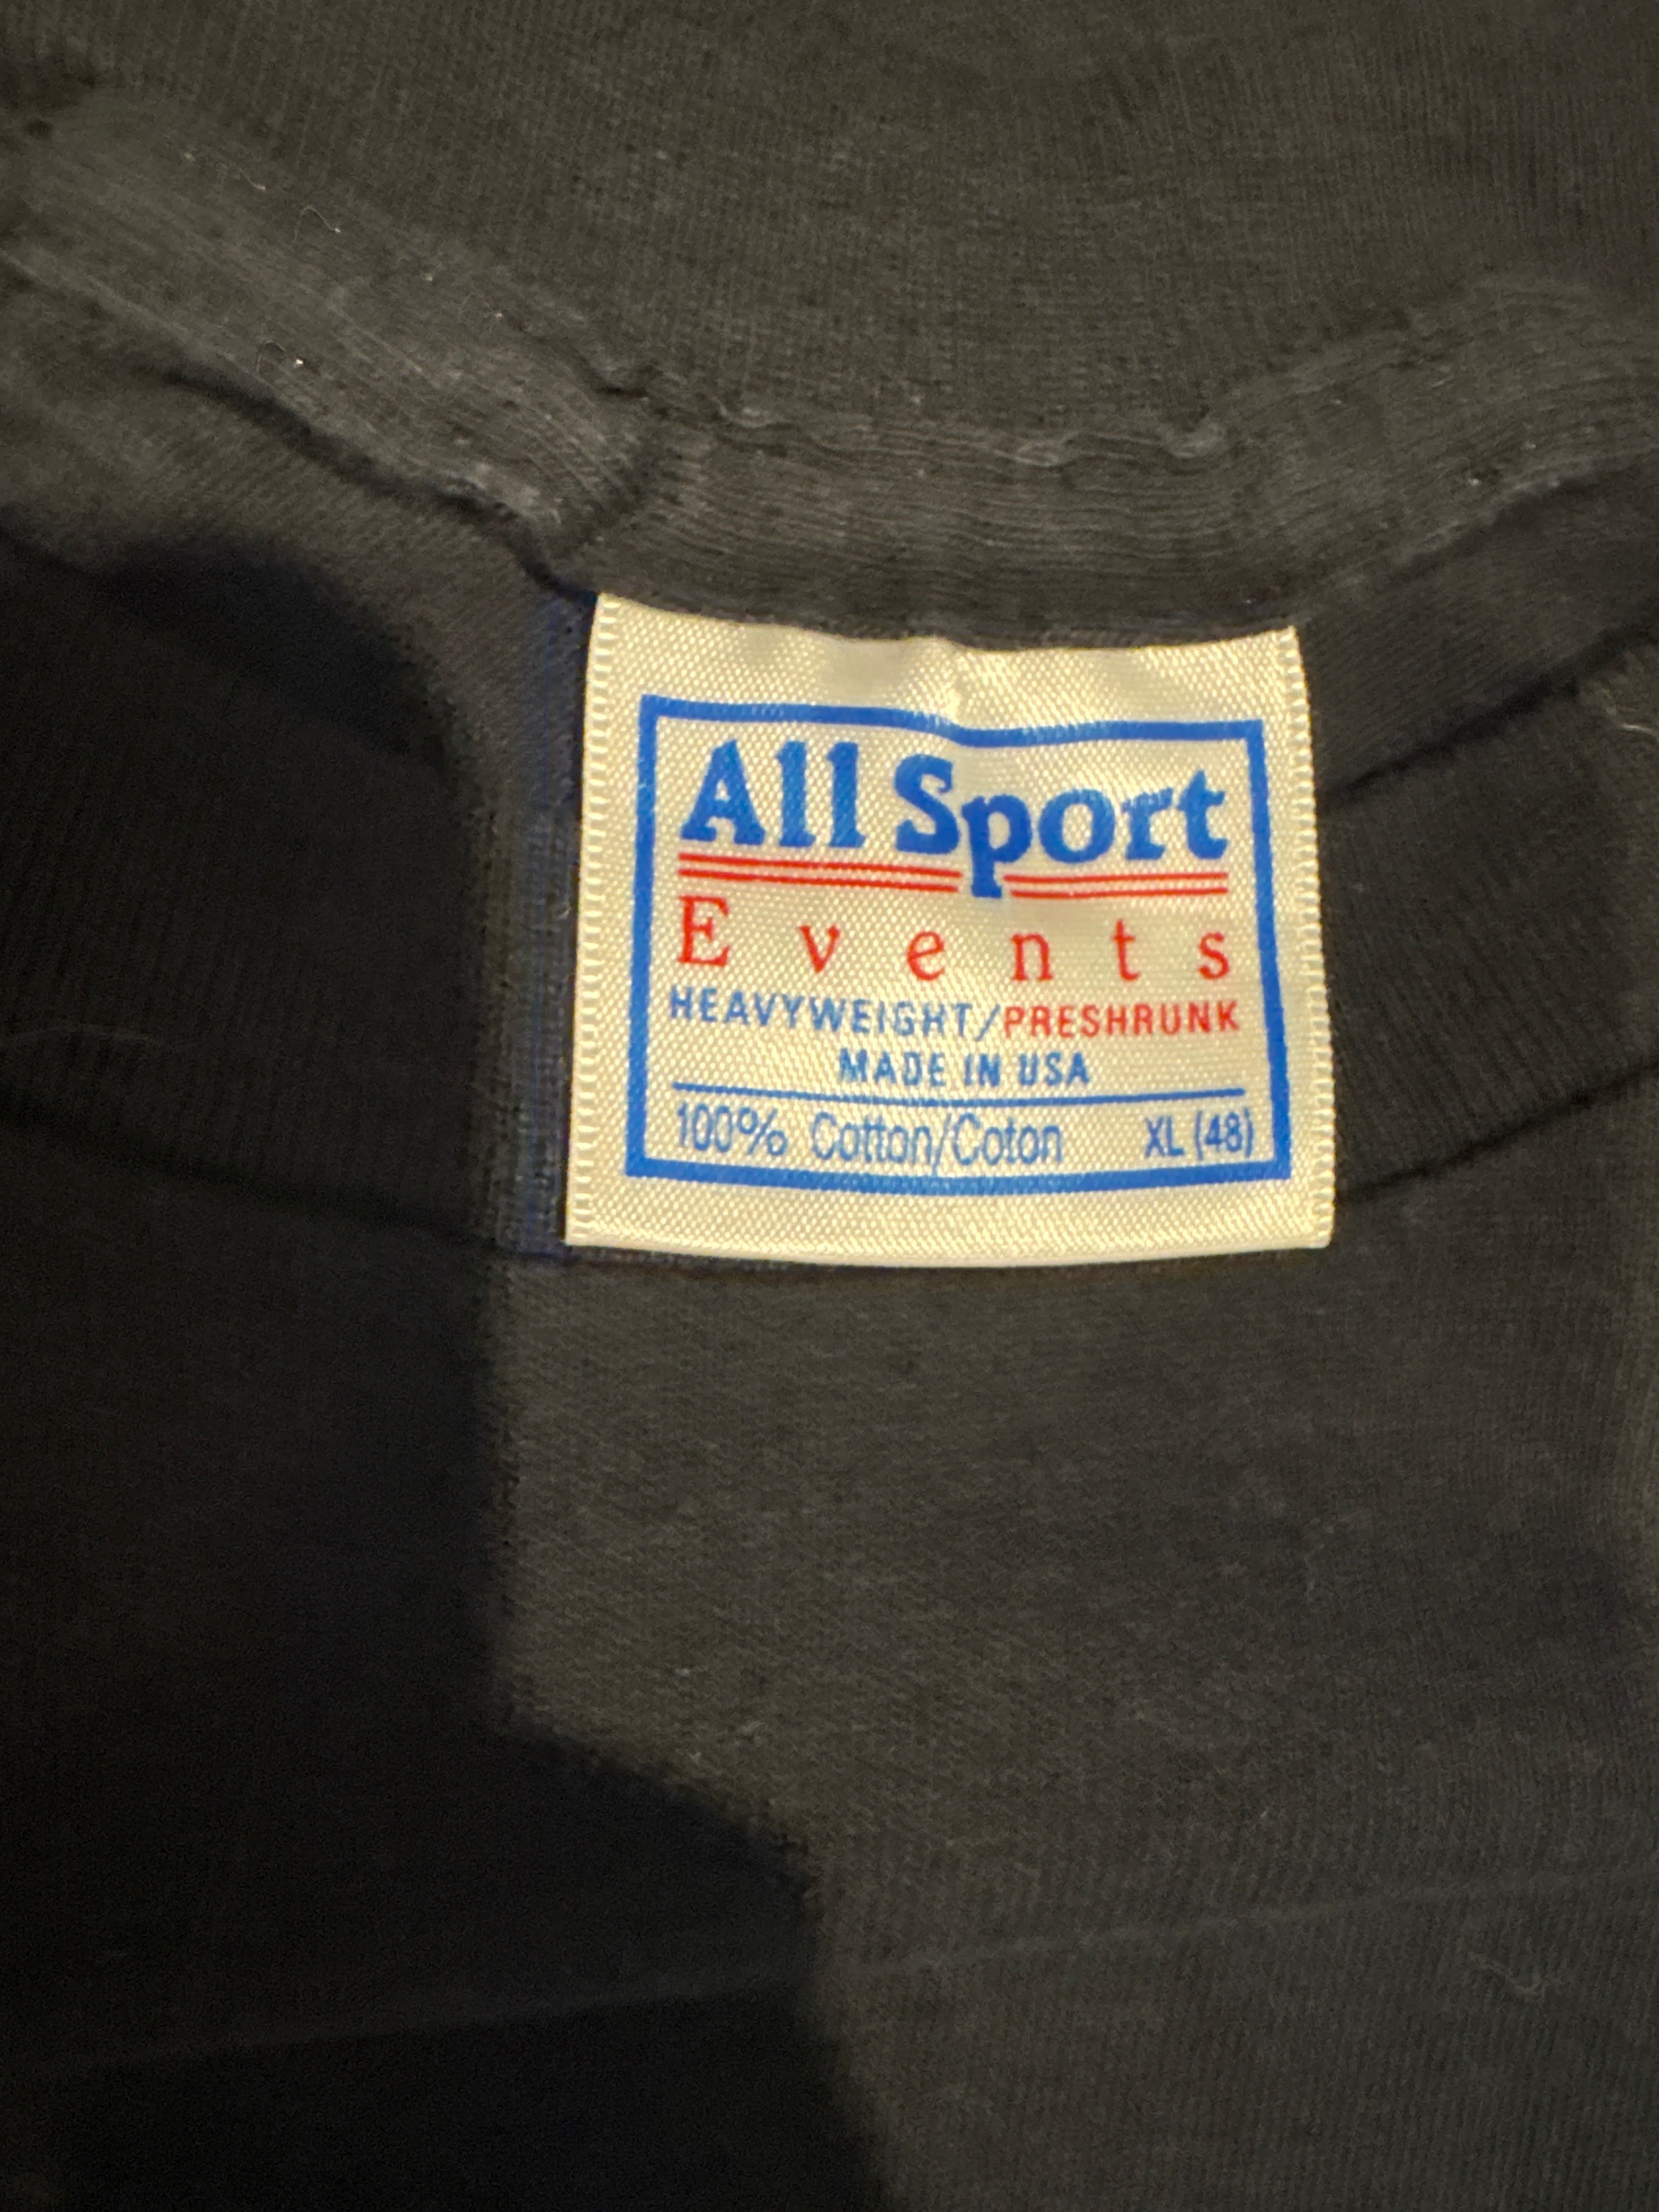 All Sport
Events
HEAVYWEIGHT/PRESHRUNK
MADE IN USA
100% Cotton/Coton XL (48)